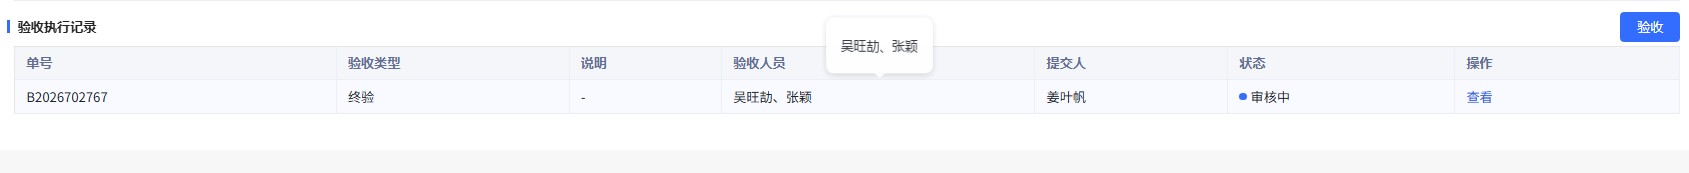 验收执行记录
验收
吴旺劼、张颖
单号 验收类型 说明 验收人员 提交人 状态 操作
B2026702767 终验 - 吴旺劼、张颖 姜叶帆 审核中 查看